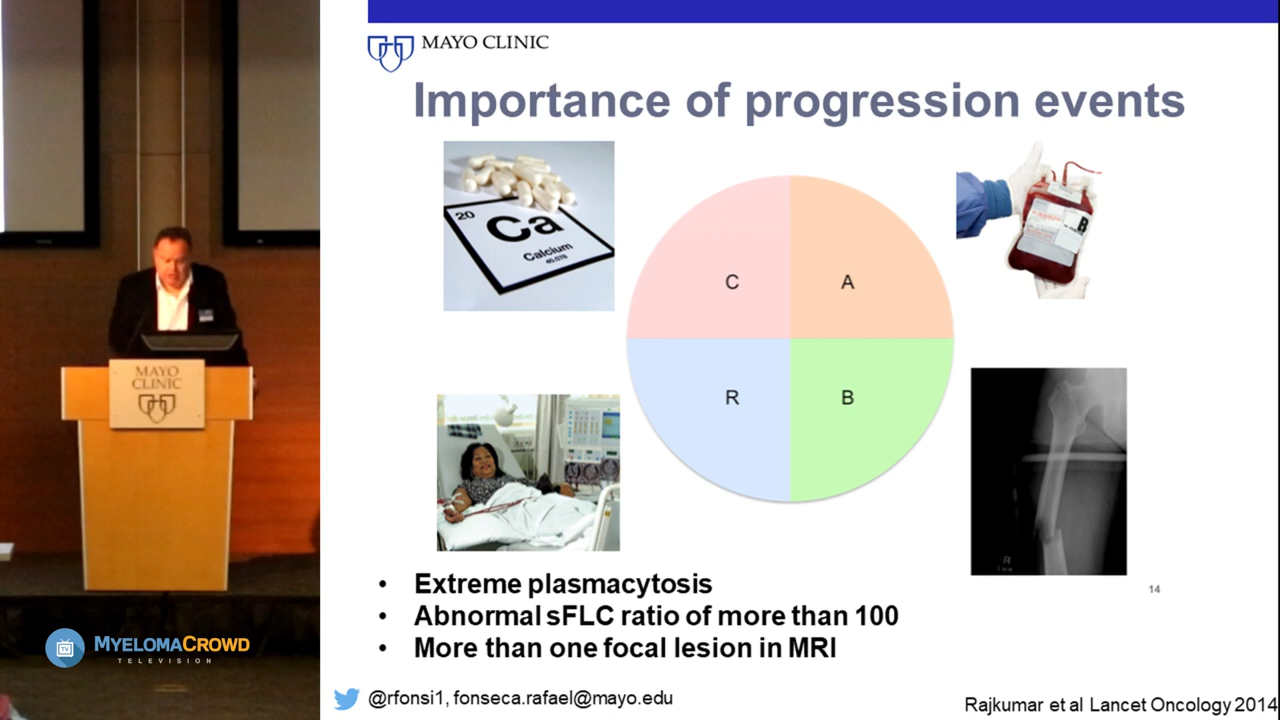 MAYO CLINIC
Importance of progression events
20
Ca
Calcium
40.078
C
A
R
B
B
R
MAYO
CLINIC
14
• Extreme plasmacytosis
• Abnormal sFLC ratio of more than 100
• More than one focal lesion in MRI
TV
MYELOMACROWD
TELEVISION
@rfonsi1, fonseca.rafael@mayo.edu
Rajkumar et al Lancet Oncology 2014